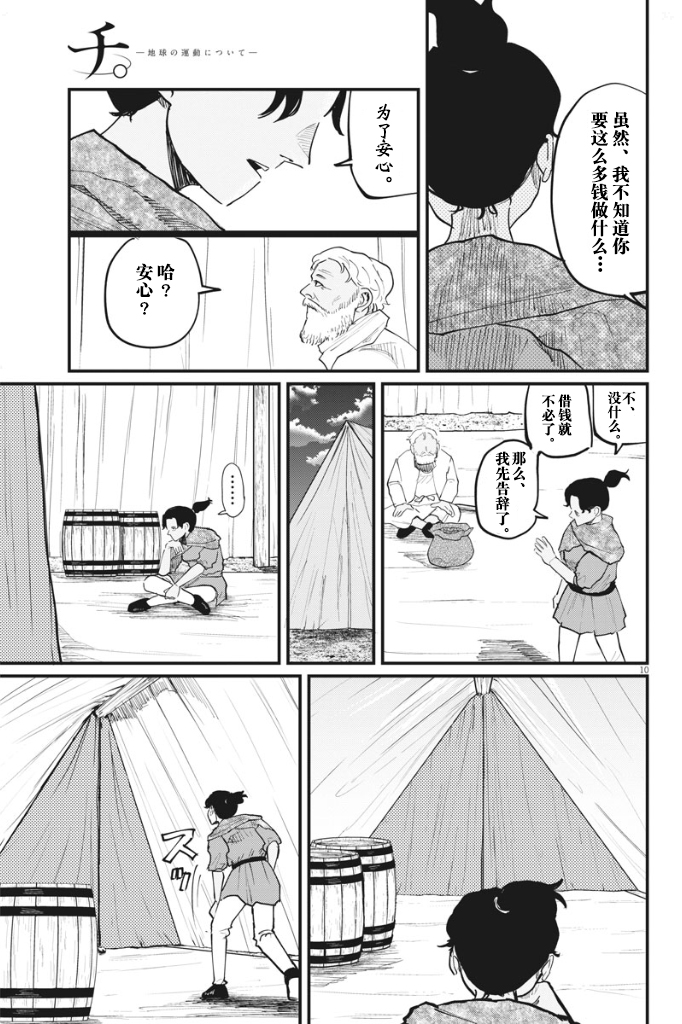 千。
—地球の運動について—
虽然、我不知道你
要这么多钱做什么…
为了安心。
哈？
安心？
不、
没什么。
借钱就
不必了。
那么、
我先告辞了。
……
10
スッ